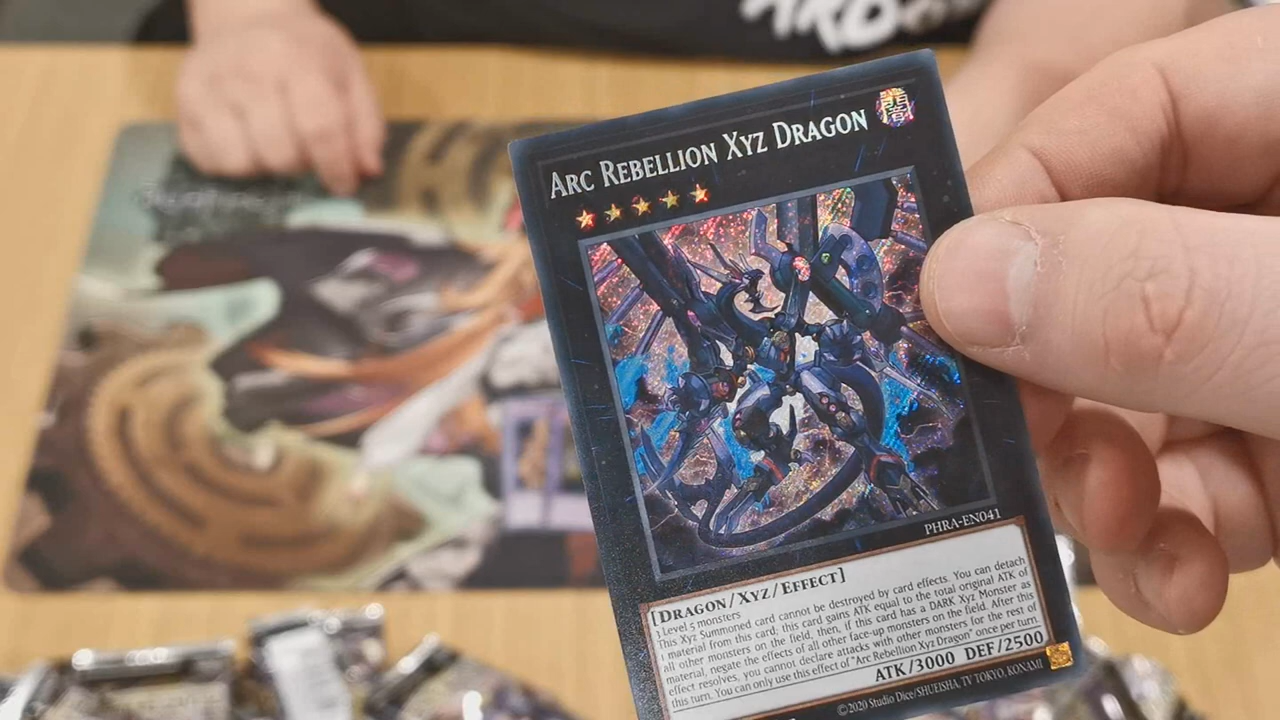 ARC REBELLION XYZ DRAGON
闇
PHRA-EN041
[DRAGON/XYZ/EFFECT]
3 Level 5 monsters
This Xyz Summoned card cannot be destroyed by card effects. You can detach
1 material from this card; this card gains ATK equal to the total original ATK of
all other monsters on the field, then, if this card has a DARK Xyz Monster as
material, negate the effects of all other face-up monsters on the field. After this
effect resolves, you cannot declare attacks with other monsters for the rest of
this turn. You can only use this effect of "Arc Rebellion Xyz Dragon" once per turn.
ATK/3000 DEF/2500
©2020 Studio Dice/SHUEISHA, TV TOKYO, KONAMI